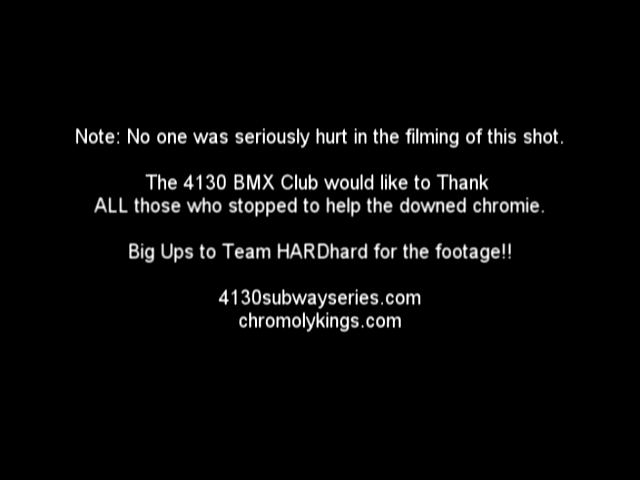 Note: No one was seriously hurt in the filming of this shot.
The 4130 BMX Club would like to Thank
ALL those who stopped to help the downed chromie.
Big Ups to Team HARDhard for the footage!!
4130subwayseries.com
chromolykings.com